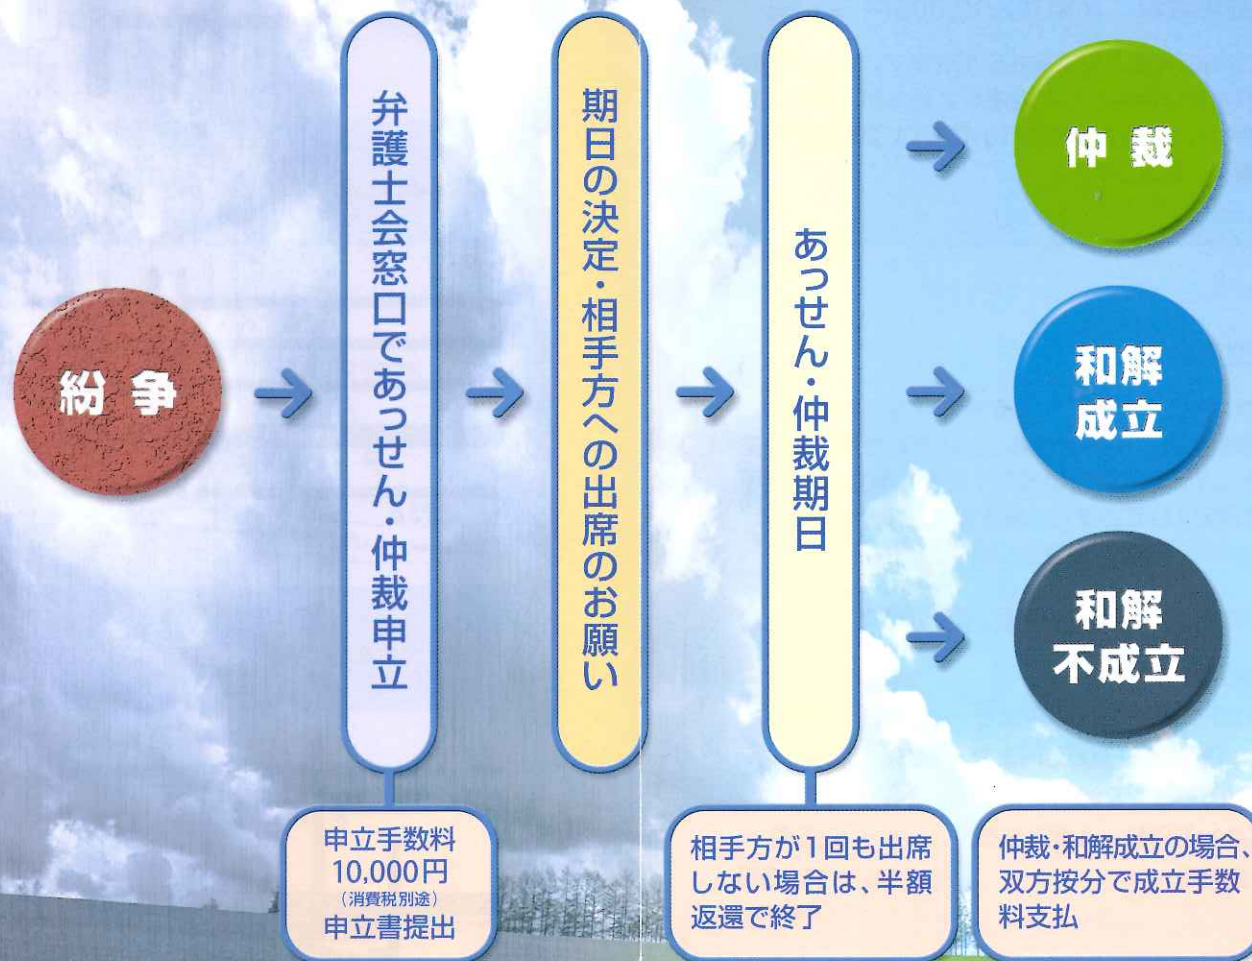 紛争
弁護士会窓口であっせん・仲裁申立
期日の決定・相手方への出席のお願い
あっせん・仲裁期日
仲裁
和解
成立
和解
不成立
申立手数料
10,000円
(消費税別途)
申立書提出
相手方が1回も出席
しない場合は、半額
返還で終了
仲裁・和解成立の場合、
双方按分で成立手数
料支払